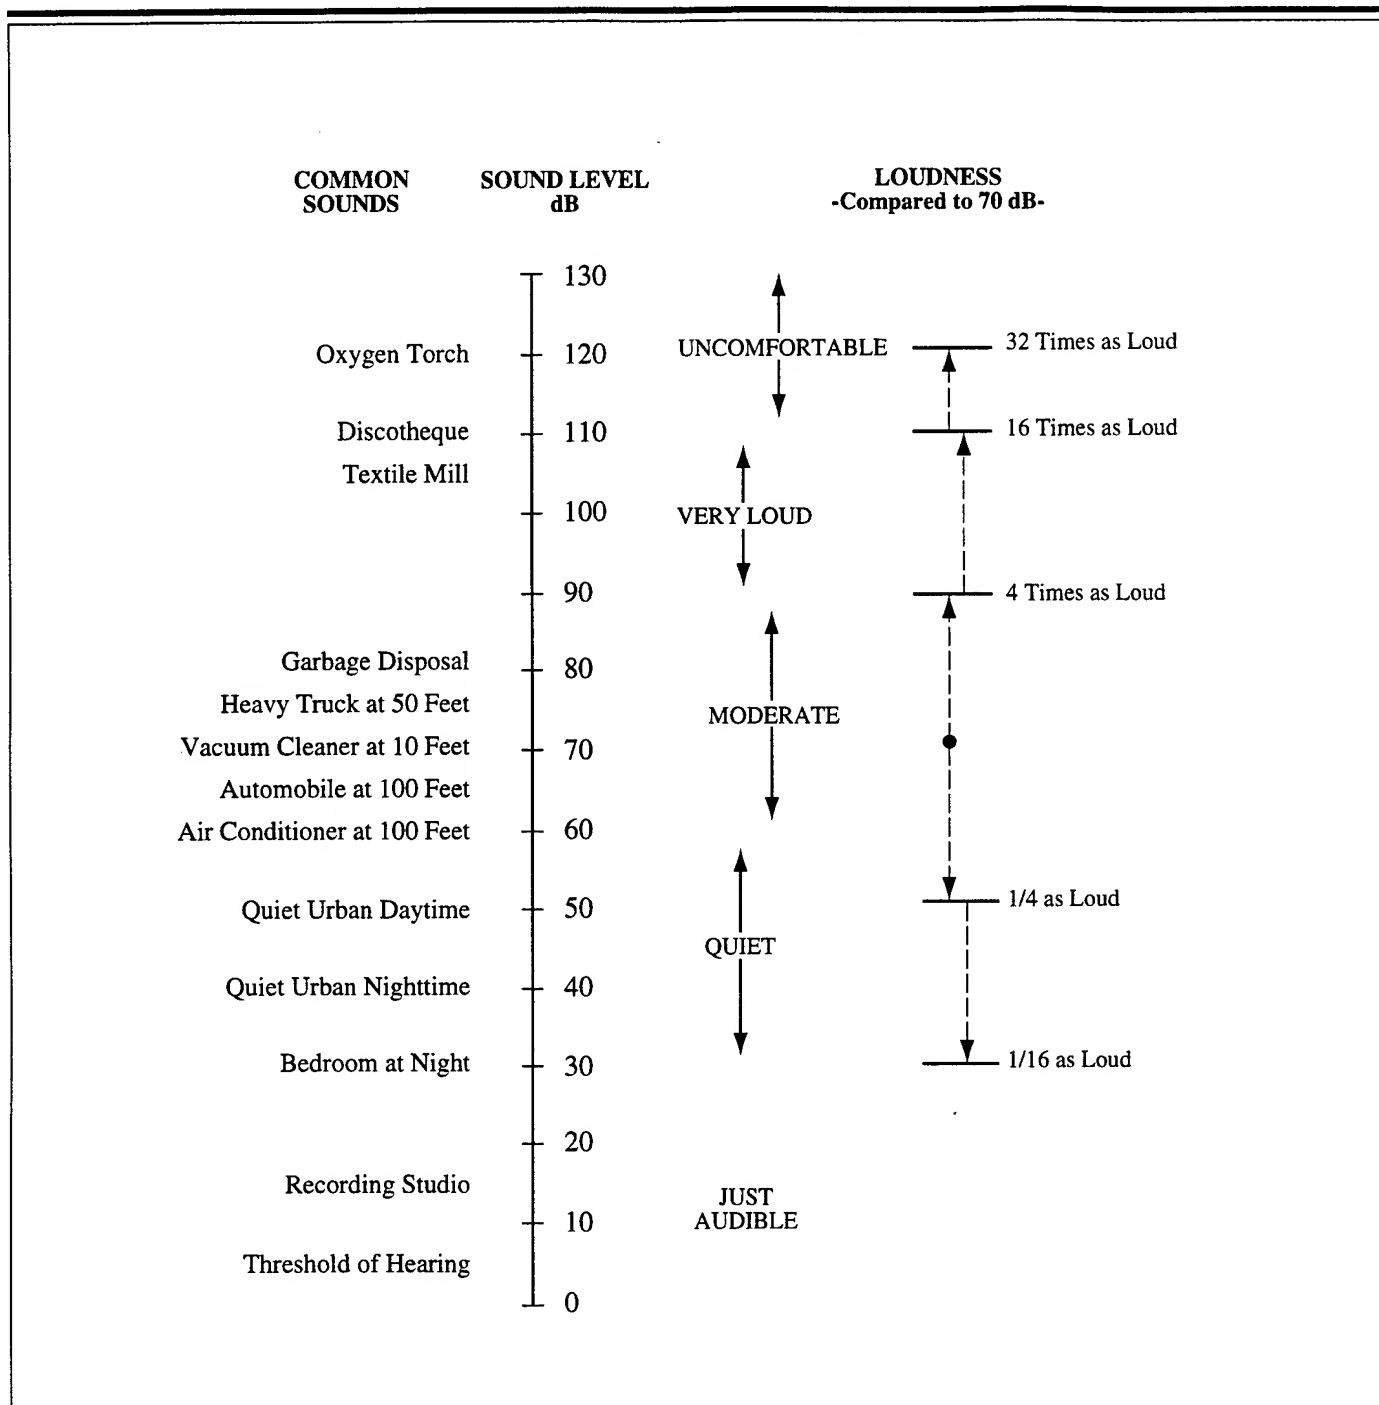 COMMON
SOUNDS
SOUND LEVEL
dB
LOUDNESS
-Compared to 70 dB-
130
UNCOMFORTABLE
32 Times as Loud
Oxygen Torch
120
Discotheque
110
16 Times as Loud
Textile Mill
100
VERY LOUD
90
4 Times as Loud
Garbage Disposal
80
Heavy Truck at 50 Feet
MODERATE
Vacuum Cleaner at 10 Feet
70
Automobile at 100 Feet
Air Conditioner at 100 Feet
60
Quiet Urban Daytime
50
1/4 as Loud
QUIET
Quiet Urban Nighttime
40
Bedroom at Night
30
1/16 as Loud
20
Recording Studio
JUST
AUDIBLE
10
Threshold of Hearing
0